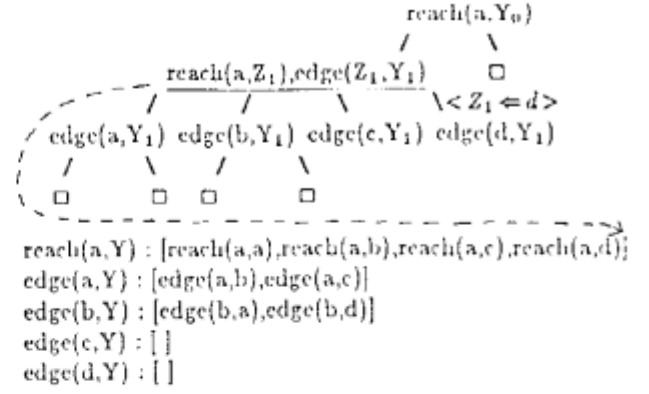 reach(a,Y₀)
reach(a,Z₁),edge(Z₁,Y₁) □
< Z₁ ⇐ d >
edge(a,Y₁) edge(b,Y₁) edge(c,Y₁) edge(d,Y₁)
□ □ □ □
reach(a,Y) : [reach(a,a),reach(a,b),reach(a,c),reach(a,d)]
edge(a,Y) : [edge(a,b),edge(a,c)]
edge(b,Y) : [edge(b,a),edge(b,d)]
edge(c,Y) : [ ]
edge(d,Y) : [ ]